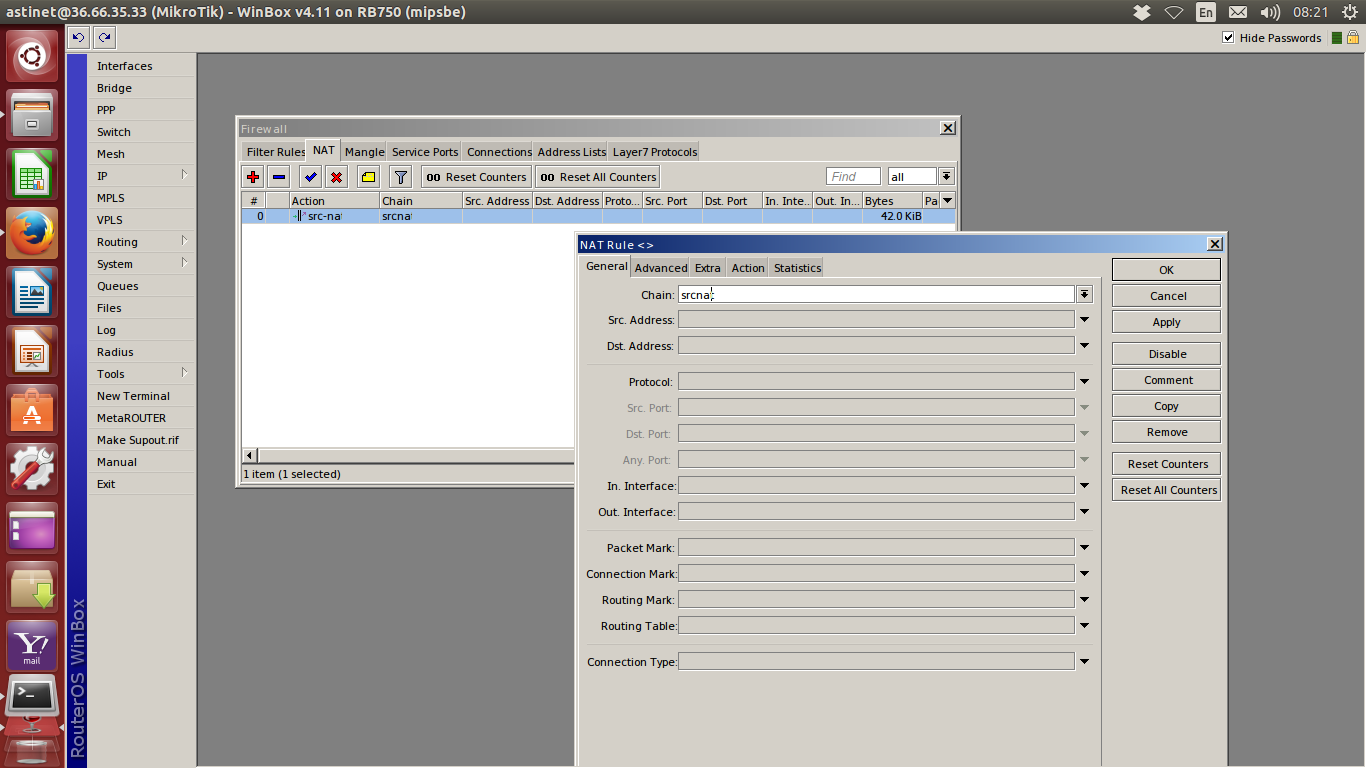 astinet@36.66.35.33 (MikroTik) - WinBox v4.11 on RB750 (mipsbe)
En
08:21
Hide Passwords
Interfaces
Bridge
PPP
Switch
Mesh
IP
MPLS
VPLS
Routing
System
Queues
Files
Log
Radius
Tools
New Terminal
MetaROUTER
Make Supout.rif
Manual
Exit
RouterOS WinBox
Y!
mail
Firewall
Filter Rules NAT Mangle Service Ports Connections Address Lists Layer7 Protocols
00 Reset Counters 00 Reset All Counters Find all
# Action Chain Src. Address Dst. Address Proto... Src. Port Dst. Port In. Inte... Out. In... Bytes Pa
0 src-nat srcnat 42.0 KiB
1 item (1 selected)
NAT Rule <>
General Advanced Extra Action Statistics
Chain: srcnat
Src. Address:
Dst. Address:
Protocol:
Src. Port:
Dst. Port:
Any. Port:
In. Interface:
Out. Interface:
Packet Mark:
Connection Mark:
Routing Mark:
Routing Table:
Connection Type:
OK
Cancel
Apply
Disable
Comment
Copy
Remove
Reset Counters
Reset All Counters